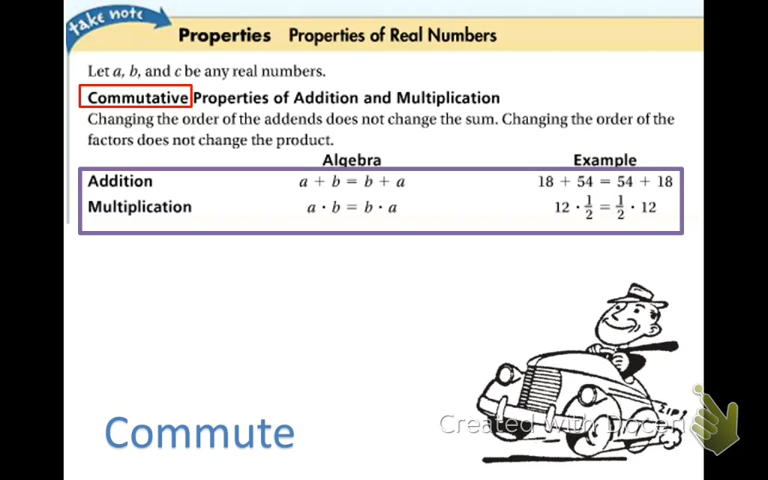 take note
Properties Properties of Real Numbers
Let a, b, and c be any real numbers.
Commutative Properties of Addition and Multiplication
Changing the order of the addends does not change the sum. Changing the order of the
factors does not change the product.
Algebra Example
Addition a + b = b + a 18 + 54 = 54 + 18
Multiplication a · b = b · a 12 · 1/2 = 1/2 · 12
ZIP!
Commute
Created with Doceri